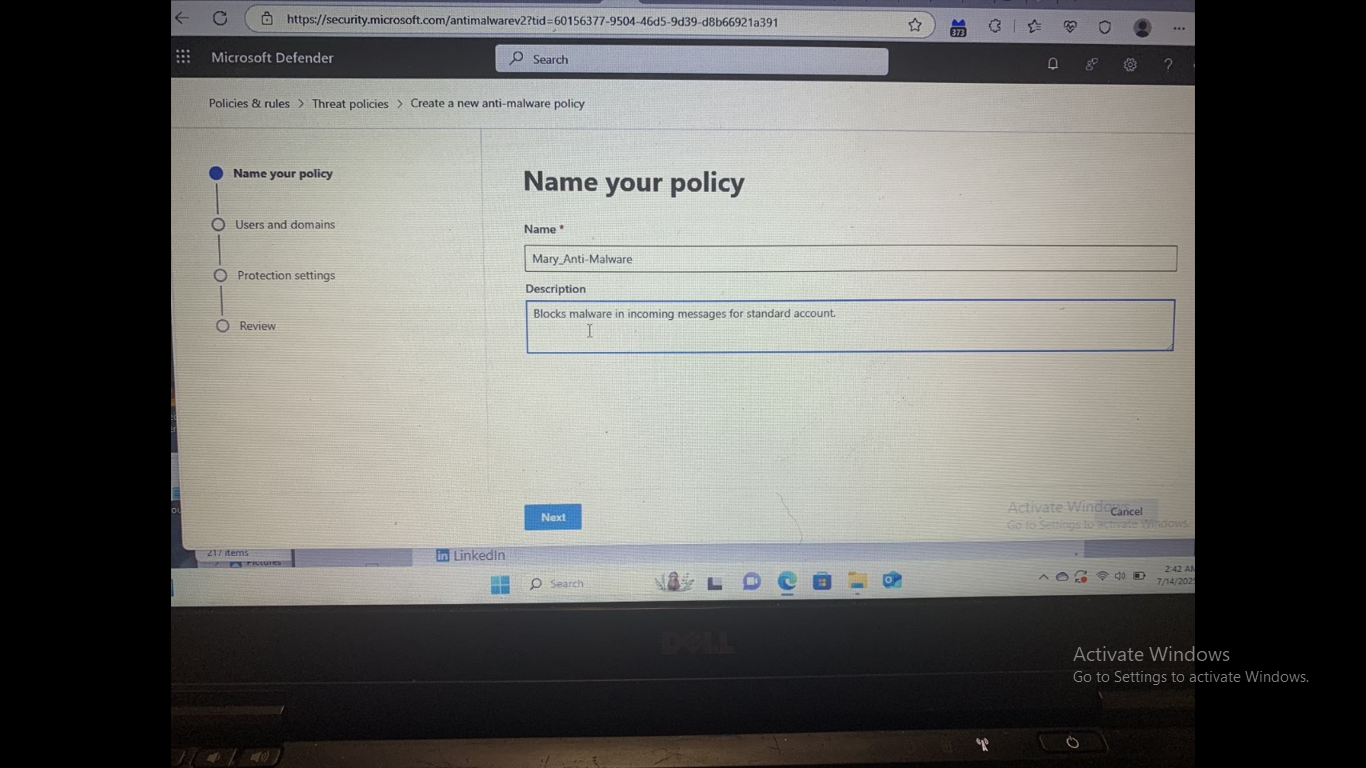 https://security.microsoft.com/antimalwarev2?tid=60156377-9504-46d5-9d39-d8b66921a391
373
Microsoft Defender
Search
?
Policies & rules > Threat policies > Create a new anti-malware policy
Name your policy
Users and domains
Protection settings
Review
Name your policy
Name *
Mary_Anti-Malware
Description
Blocks malware in incoming messages for standard account.
Next
Cancel
Activate Windows
Go to Settings to activate Windows.
217 items
Pictures
in LinkedIn
Search
2:42 AM
7/14/202
DELL
Activate Windows
Go to Settings to activate Windows.